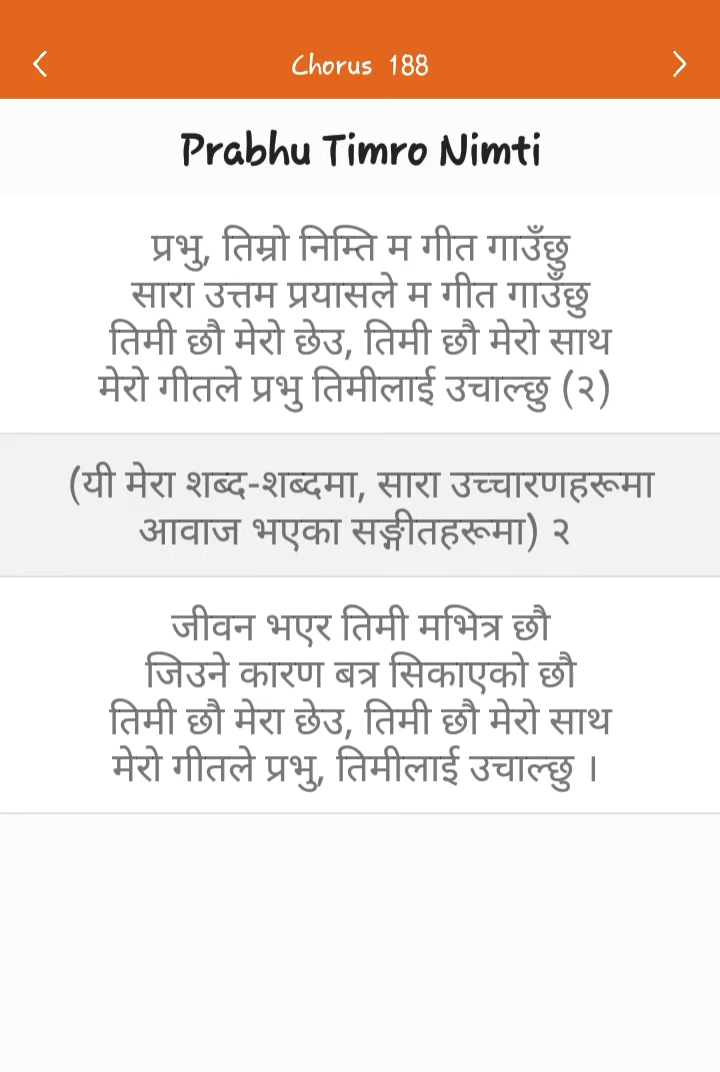 Chorus 188
Prabhu Timro Nimti
प्रभु, तिम्रो निम्ति म गीत गाउँछु
सारा उत्तम प्रयासले म गीत गाउँछु
तिमी छौ मेरो छेउ, तिमी छौ मेरो साथ
मेरो गीतले प्रभु तिमीलाई उचाल्छु (२)
(यी मेरा शब्द-शब्दमा, सारा उच्चारणहरूमा
आवाज भएका सङ्गीतहरूमा) २
जीवन भएर तिमी मभित्र छौ
जिउने कारण बत्र सिकाएको छौ
तिमी छौ मेरा छेउ, तिमी छौ मेरो साथ
मेरो गीतले प्रभु, तिमीलाई उचाल्छु ।